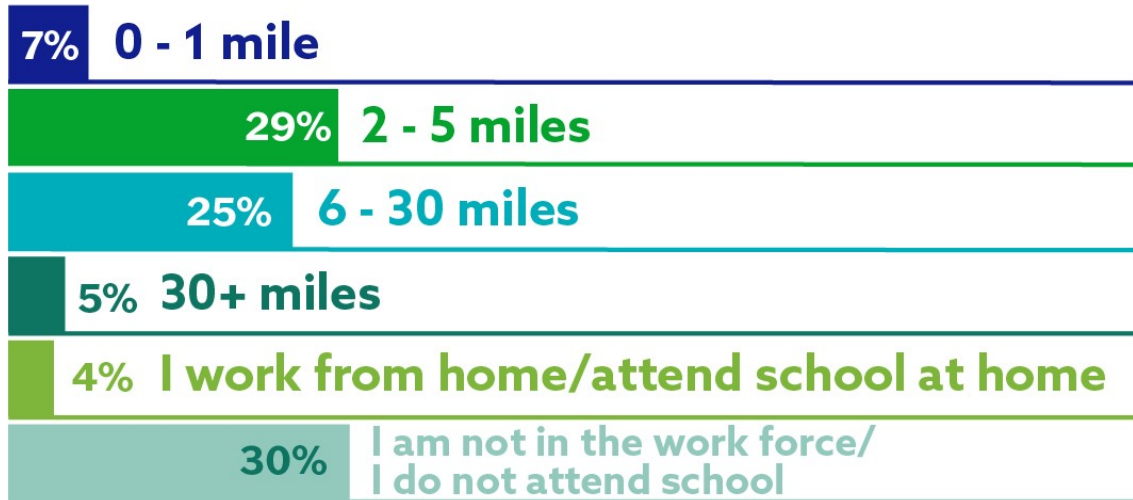 7% 0 - 1 mile
29% 2 - 5 miles
25% 6 - 30 miles
5% 30+ miles
4% I work from home/attend school at home
30% I am not in the work force/
I do not attend school